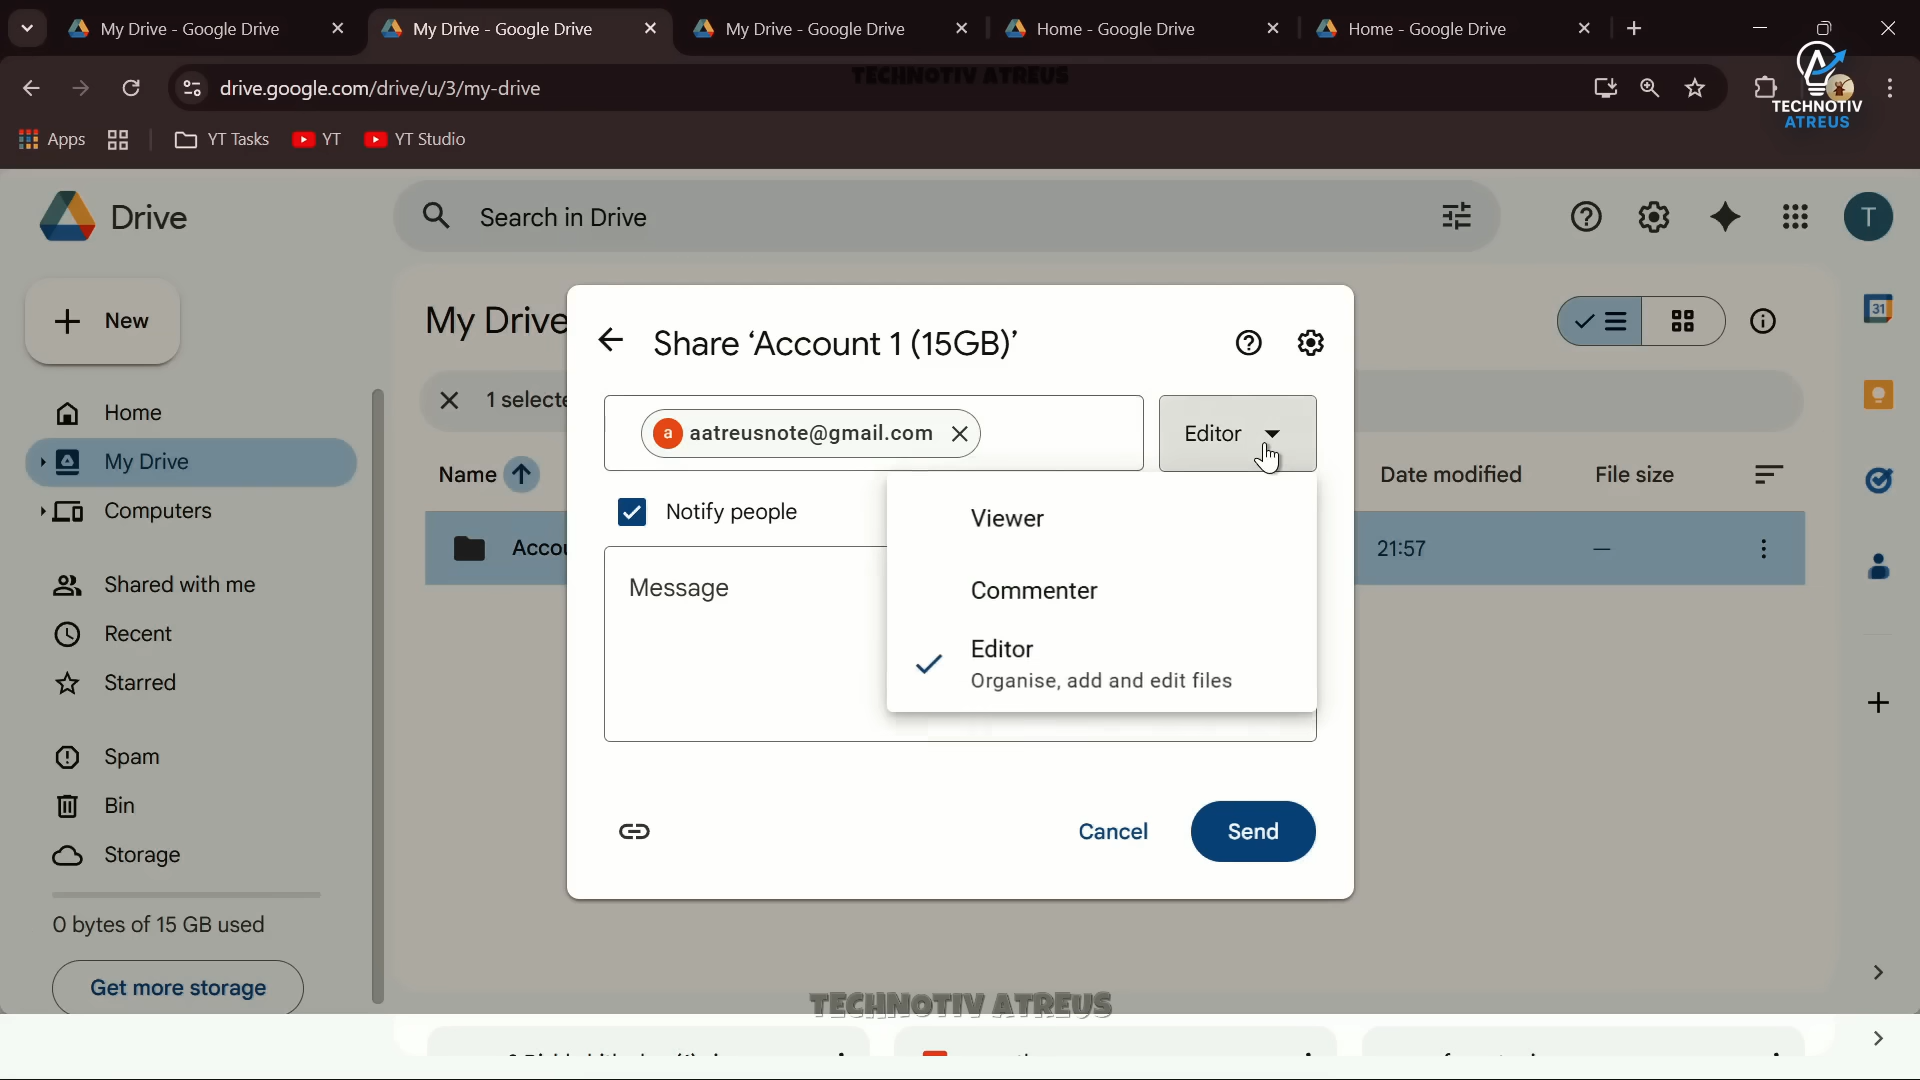 My Drive - Google Drive
My Drive - Google Drive
My Drive - Google Drive
Home - Google Drive
Home - Google Drive
drive.google.com/drive/u/3/my-drive
TECHNOTIV ATREUS
TECHNOTIV
ATREUS
Apps
YT Tasks
YT
YT Studio
Drive
Search in Drive
T
New
My Drive
Share ‘Account 1 (15GB)’
31
Home
1 selecte
a aatreusnote@gmail.com
Editor
My Drive
Name
Date modified
File size
Computers
Notify people
Viewer
Accou
21:57
—
Shared with me
Message
Commenter
Recent
Editor
Organise, add and edit files
Starred
Spam
Bin
Cancel
Send
Storage
0 bytes of 15 GB used
Get more storage
TECHNOTIV ATREUS